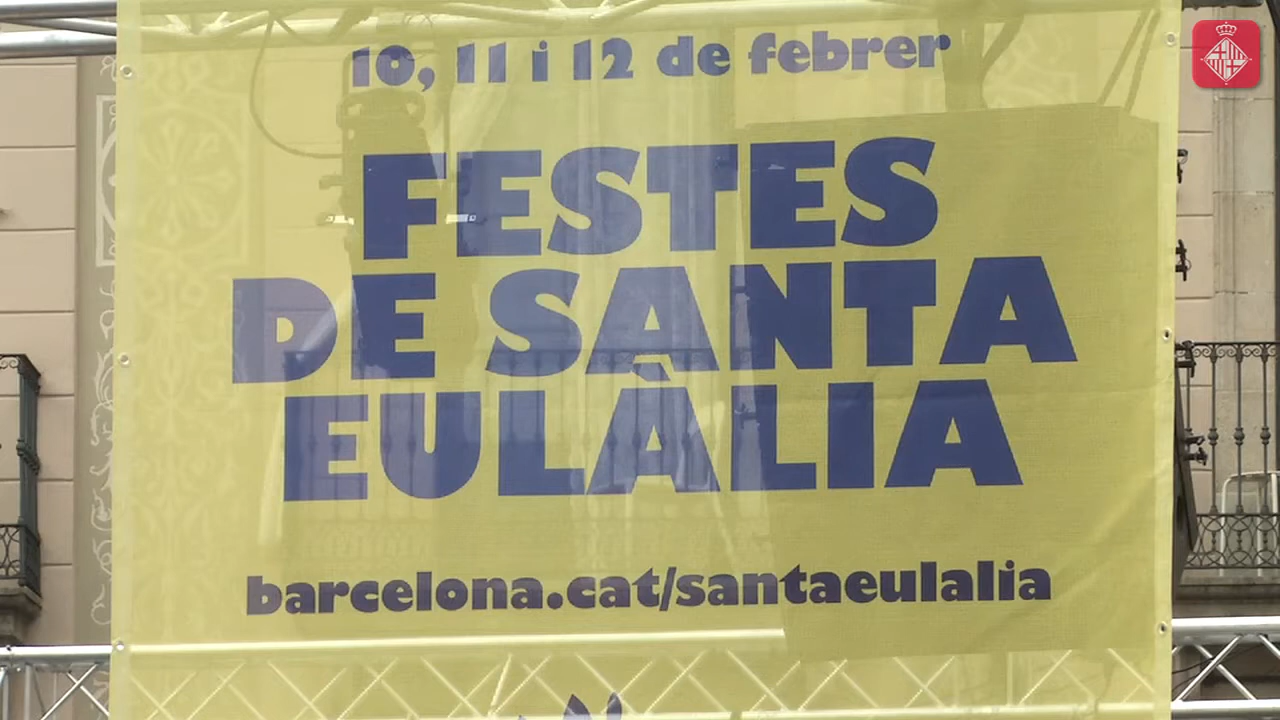 10, 11 i 12 de febrer
FESTES
DE SANTA
EULÀLIA
barcelona.cat/santaeulalia